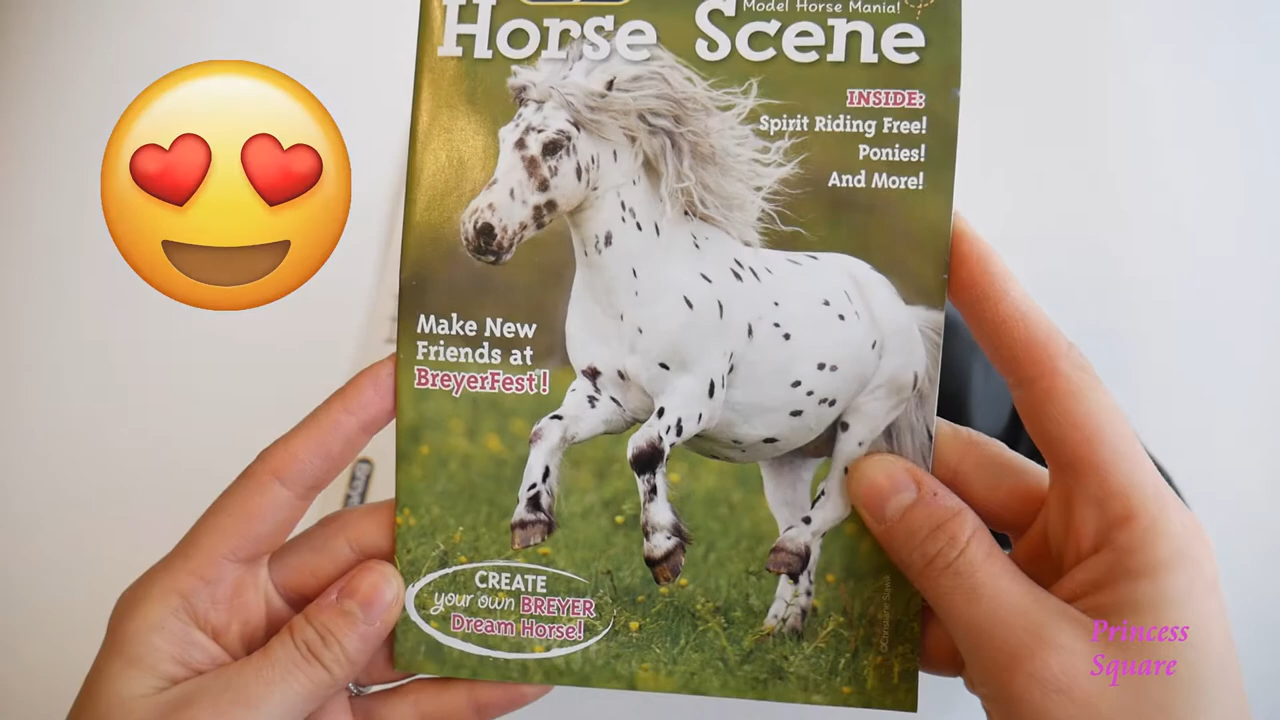 Model Horse Mania!
Horse Scene
INSIDE:
Spirit Riding Free!
Ponies!
And More!
Make New
Friends at
BreyerFest!
CREATE
your own BREYER
Dream Horse!
Princess
Square